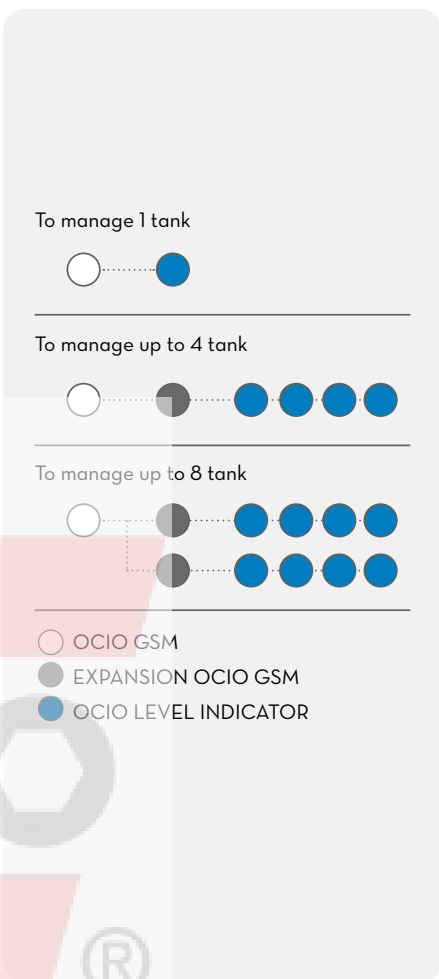 To manage 1 tank
To manage up to 4 tank
To manage up to 8 tank
OCIO GSM
EXPANSION OCIO GSM
OCIO LEVEL INDICATOR
®